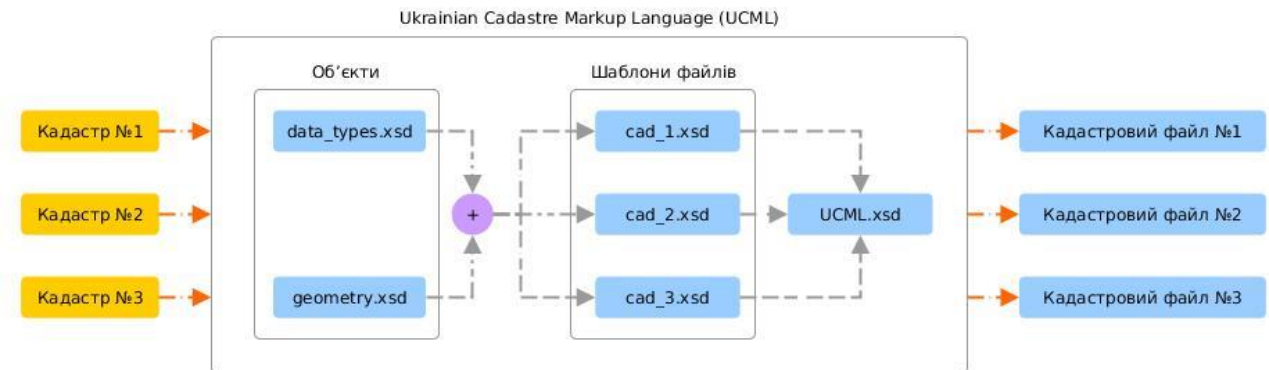 Ukrainian Cadastre Markup Language (UCML)
Об’єкти
Шаблони файлів
Кадастр №1
data_types.xsd
cad_1.xsd
Кадастровий файл №1
Кадастр №2
+
cad_2.xsd
UCML.xsd
Кадастровий файл №2
Кадастр №3
geometry.xsd
cad_3.xsd
Кадастровий файл №3